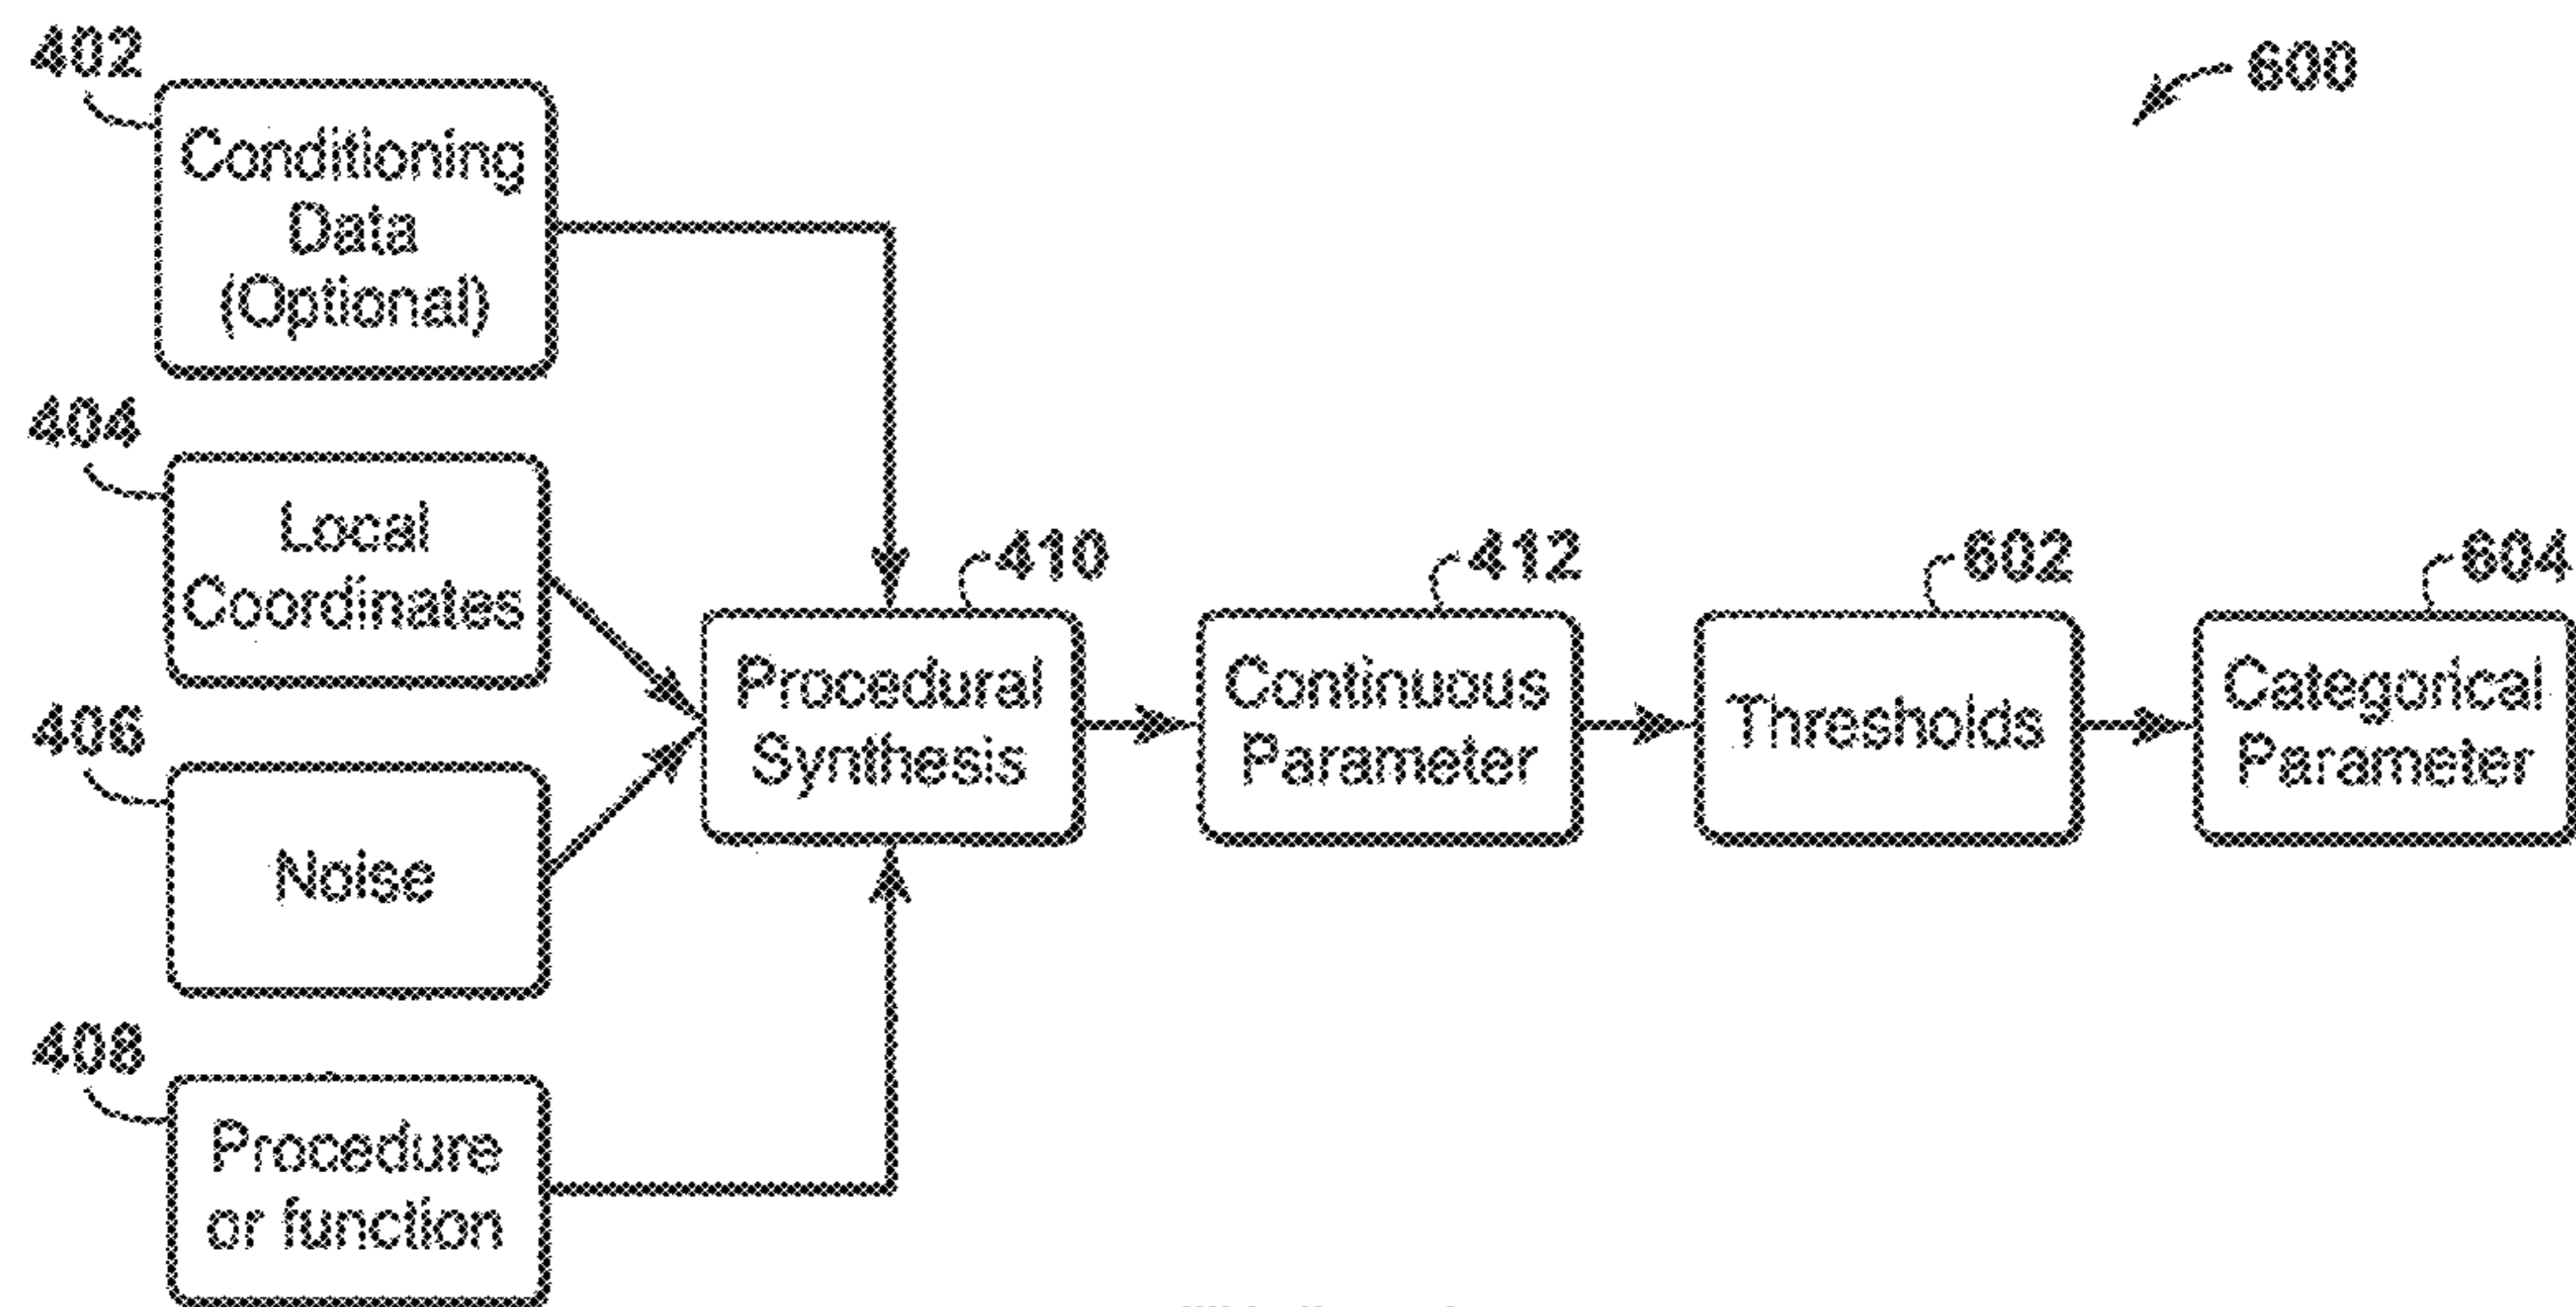 402
600
Conditioning
Data
(Optional)
404
Local
Coordinates
410
412
602
604
Procedural
Synthesis
Continuous
Parameter
Thresholds
Categorical
Parameter
406
Noise
408
Procedure
or function